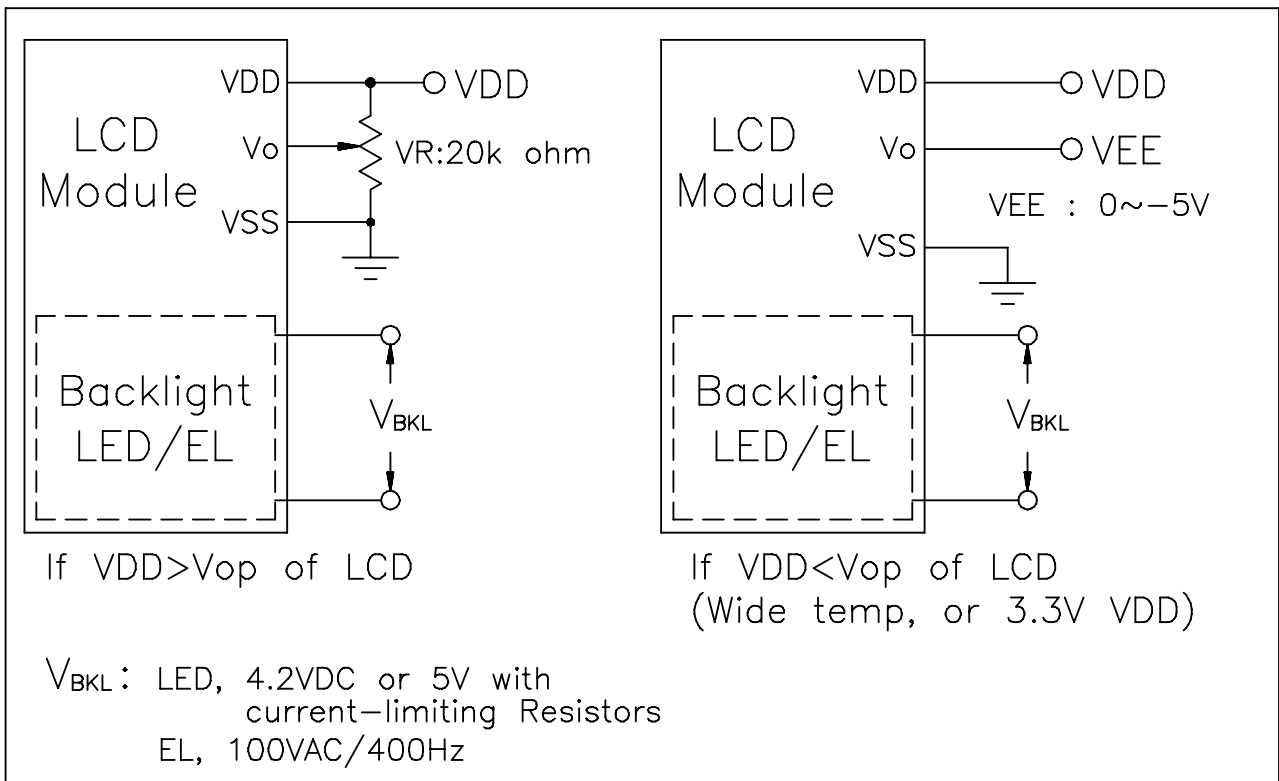 VDD
VDD
LCD
Module
Vo
VR:20k ohm
VSS
Backlight
LED/EL
VBKL
If VDD>Vop of LCD
VDD
VDD
LCD
Module
Vo
VEE
VEE : 0~-5V
VSS
Backlight
LED/EL
VBKL
If VDD<Vop of LCD
(Wide temp, or 3.3V VDD)
VBKL: LED, 4.2VDC or 5V with
current-limiting Resistors
EL, 100VAC/400Hz